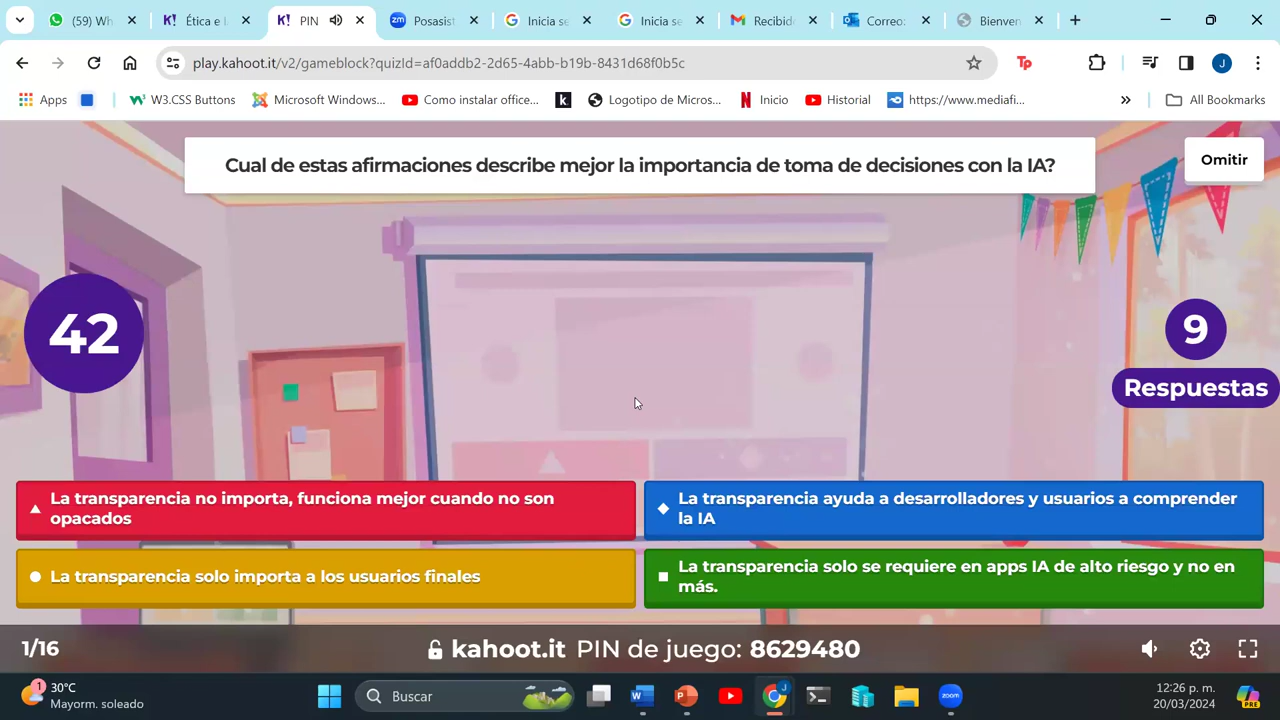 (59) Wh
Ética e l
PIN
Posasist
Inicia se
Inicia se
Recibid
Correo:
Bienven
play.kahoot.it/v2/gameblock?quizId=af0addb2-2d65-4abb-b19b-8431d68f0b5c
Apps
W3.CSS Buttons
Microsoft Windows...
Como instalar office...
Logotipo de Micros...
Inicio
Historial
https://www.mediafi...
All Bookmarks
Cual de estas afirmaciones describe mejor la importancia de toma de decisiones con la IA?
Omitir
42
9
Respuestas
La transparencia no importa, funciona mejor cuando no son
opacados
La transparencia ayuda a desarrolladores y usuarios a comprender
la IA
La transparencia solo importa a los usuarios finales
La transparencia solo se requiere en apps IA de alto riesgo y no en
más.
1/16
kahoot.it PIN de juego: 8629480
1
30°C
Mayorm. soleado
Buscar
zoom
12:26 p. m.
20/03/2024
PRE